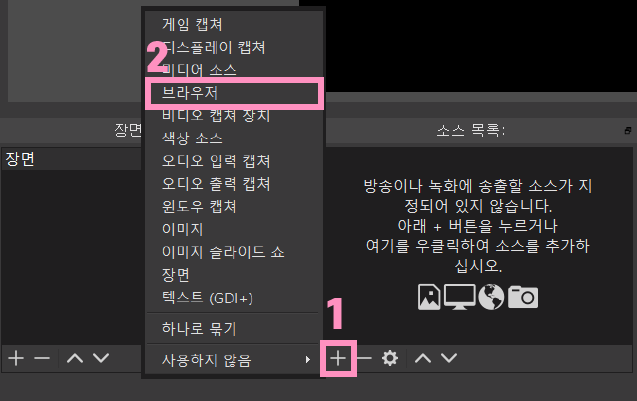 게임 캡쳐
디스플레이 캡쳐
2
미디어 소스
브라우저
비디오 캡쳐 장치
장면
소스 목록:
색상 소스
장면
오디오 입력 캡쳐
오디오 출력 캡쳐
윈도우 캡쳐
이미지
이미지 슬라이드 쇼
장면
텍스트 (GDI+)
하나로 묶기
사용하지 않음
방송이나 녹화에 송출할 소스가 지
정되어 있지 않습니다.
아래 + 버튼을 누르거나
여기를 우클릭하여 소스를 추가하
십시오.
1